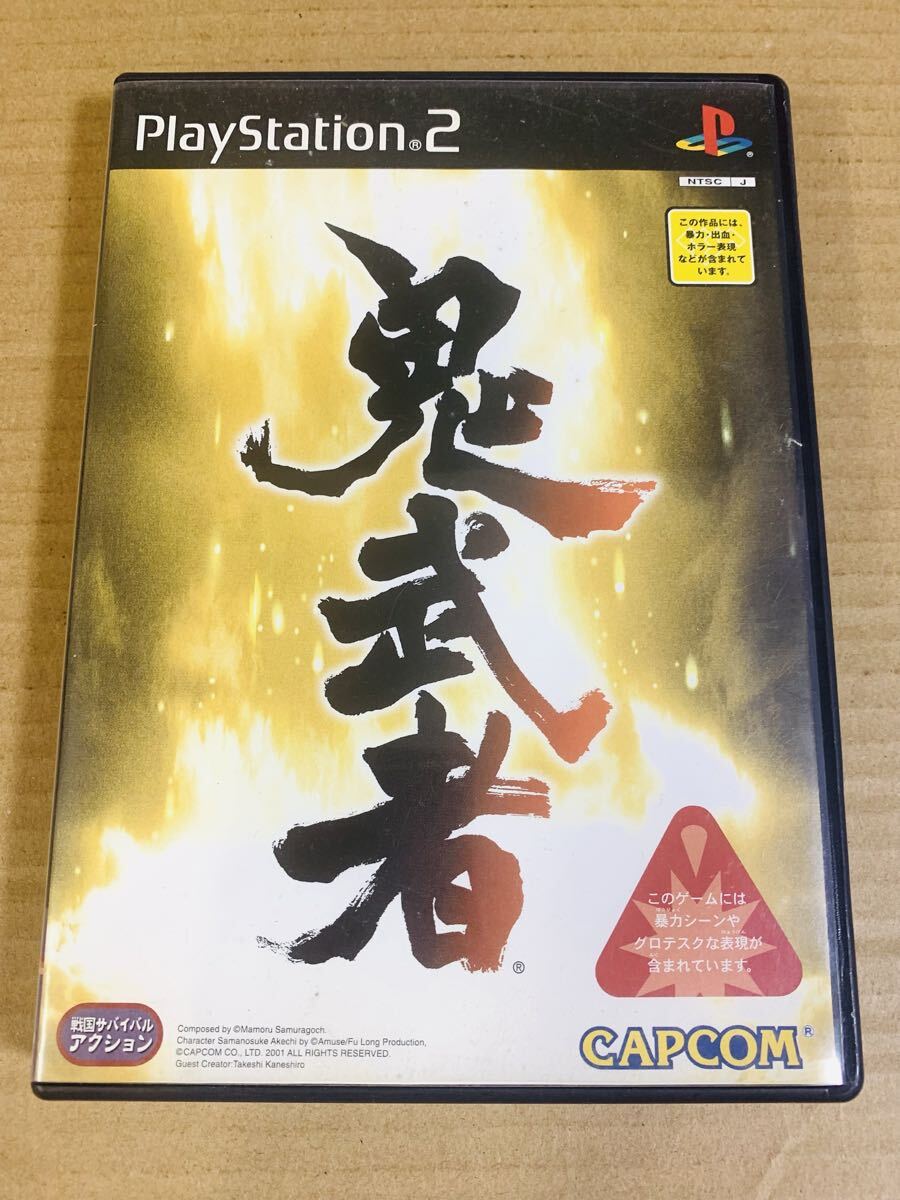 PlayStation®2
NTSC J
この作品には、
暴力・出血・
ホラー表現
などが含まれて
います。
鬼武者
®
このゲームには
暴力シーンや
グロテスクな表現が
含まれています。
戦国サバイバル
アクション
Composed by ©Mamoru Samuragoch.
Character Samanosuke Akechi by ©Amuse/Fu Long Production,
©CAPCOM CO., LTD. 2001 ALL RIGHTS RESERVED.
Guest Creator:Takeshi Kaneshiro
CAPCOM®